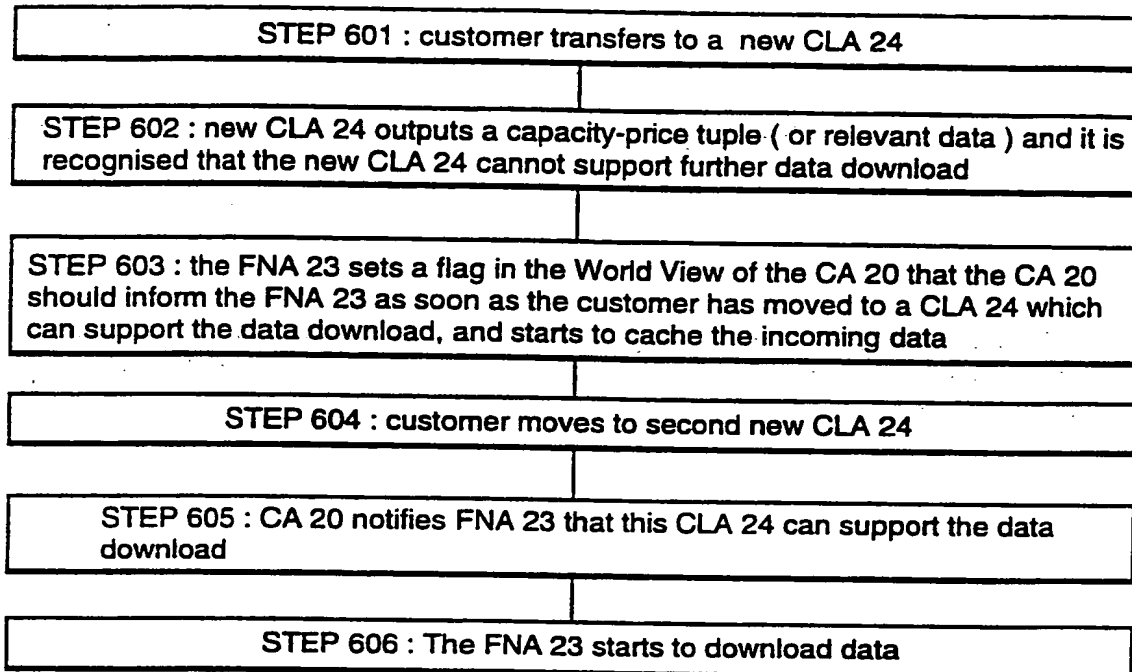 STEP 601 : customer transfers to a new CLA 24
STEP 602 : new CLA 24 outputs a capacity-price tuple ( or relevant data ) and it is
recognised that the new CLA 24 cannot support further data download
STEP 603 : the FNA 23 sets a flag in the World View of the CA 20 that the CA 20
should inform the FNA 23 as soon as the customer has moved to a CLA 24 which
can support the data download, and starts to cache the incoming data
STEP 604 : customer moves to second new CLA 24
STEP 605 : CA 20 notifies FNA 23 that this CLA 24 can support the data
download
STEP 606 : The FNA 23 starts to download data